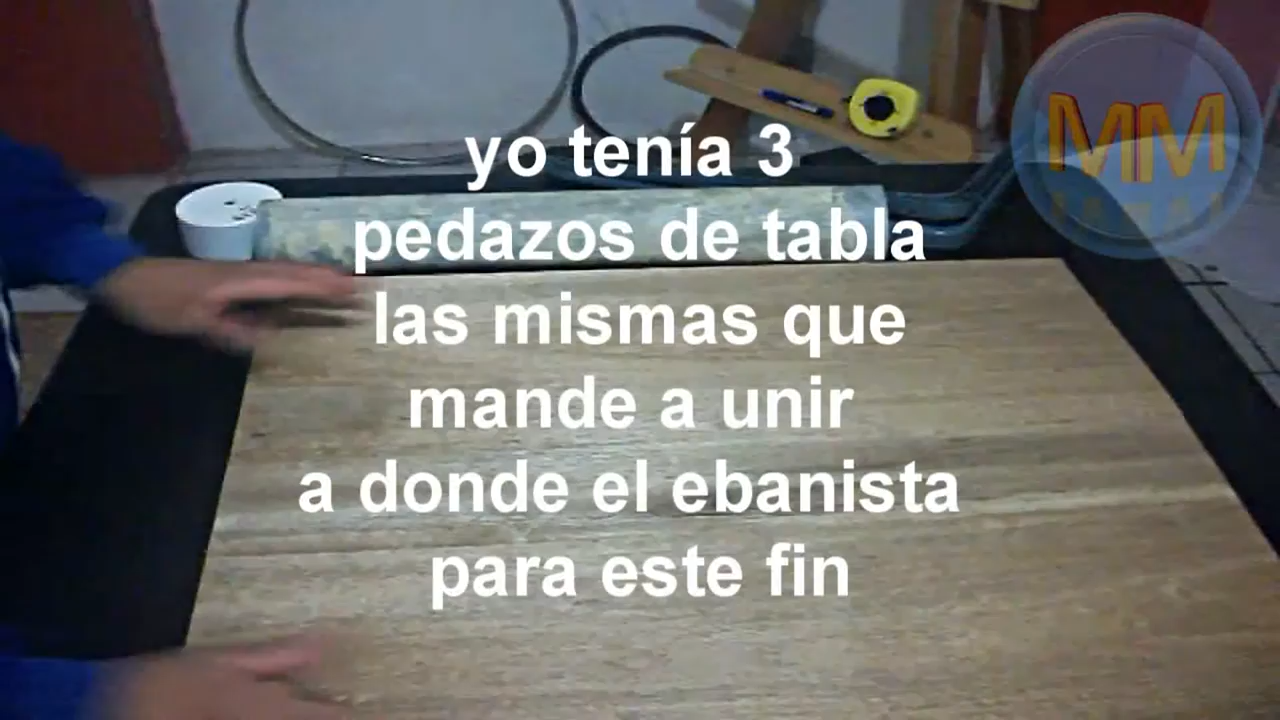 yo tenía 3
pedazos de tabla
las mismas que
mande a unir
a donde el ebanista
para este fin
MM